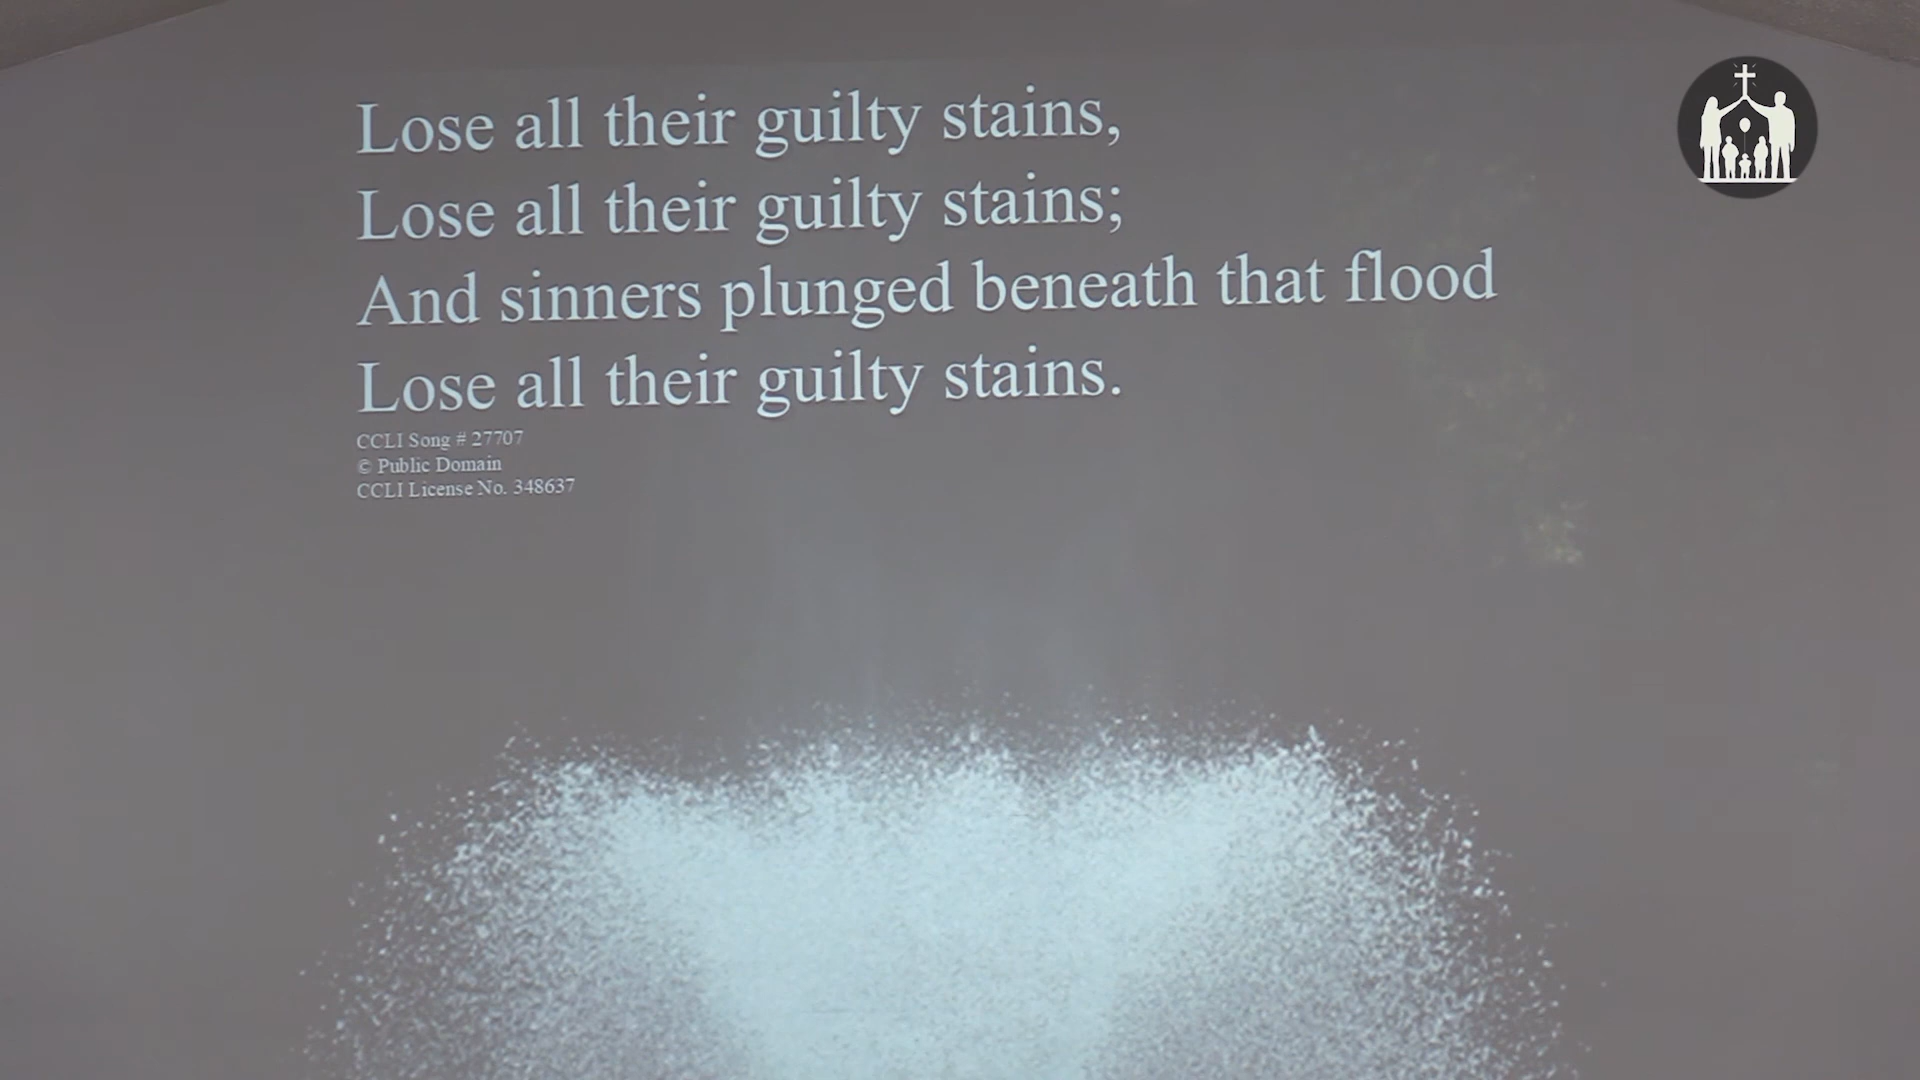 Lose all their guilty stains,
Lose all their guilty stains;
And sinners plunged beneath that flood
Lose all their guilty stains.
CCLI Song # 27707
© Public Domain
CCLI License No. 348637